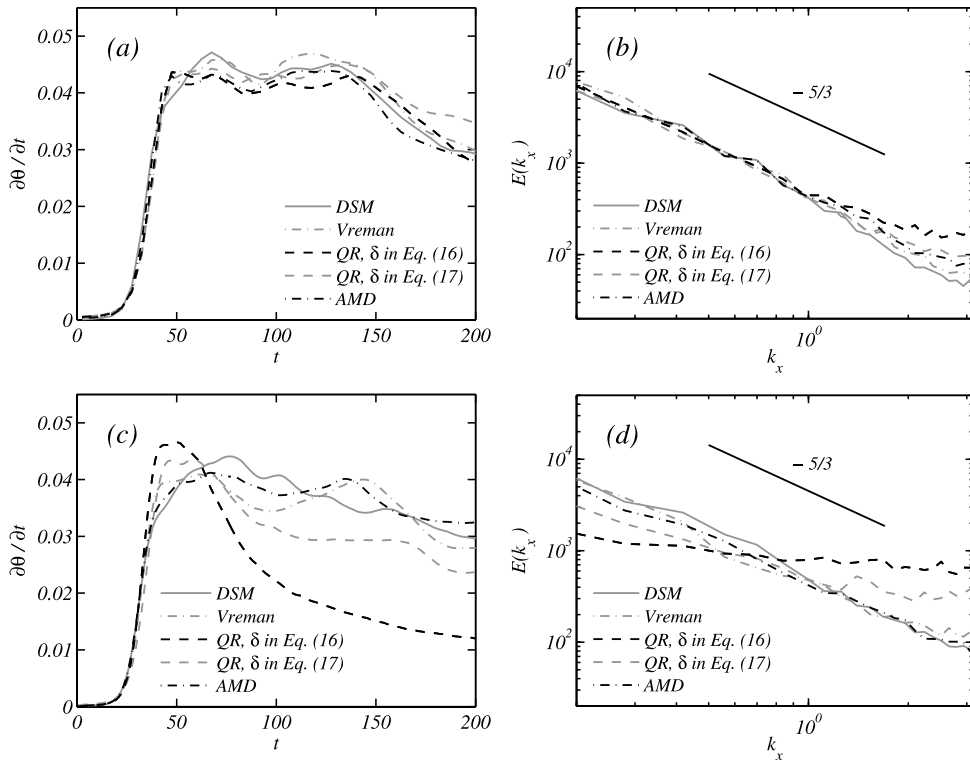 (a)
0.05
0.04
0.03
0.02
0.01
0
∂θ / ∂t
0 50 100 150 200
t
DSM
Vreman
QR, δ in Eq. (16)
QR, δ in Eq. (17)
AMD
(b)
10^4
10^3
10^2
E(k_x)
10^0
k_x
− 5/3
DSM
Vreman
QR, δ in Eq. (16)
QR, δ in Eq. (17)
AMD
(c)
0.05
0.04
0.03
0.02
0.01
0
∂θ / ∂t
0 50 100 150 200
t
DSM
Vreman
QR, δ in Eq. (16)
QR, δ in Eq. (17)
AMD
(d)
10^4
10^3
10^2
E(k_x)
10^0
k_x
− 5/3
DSM
Vreman
QR, δ in Eq. (16)
QR, δ in Eq. (17)
AMD